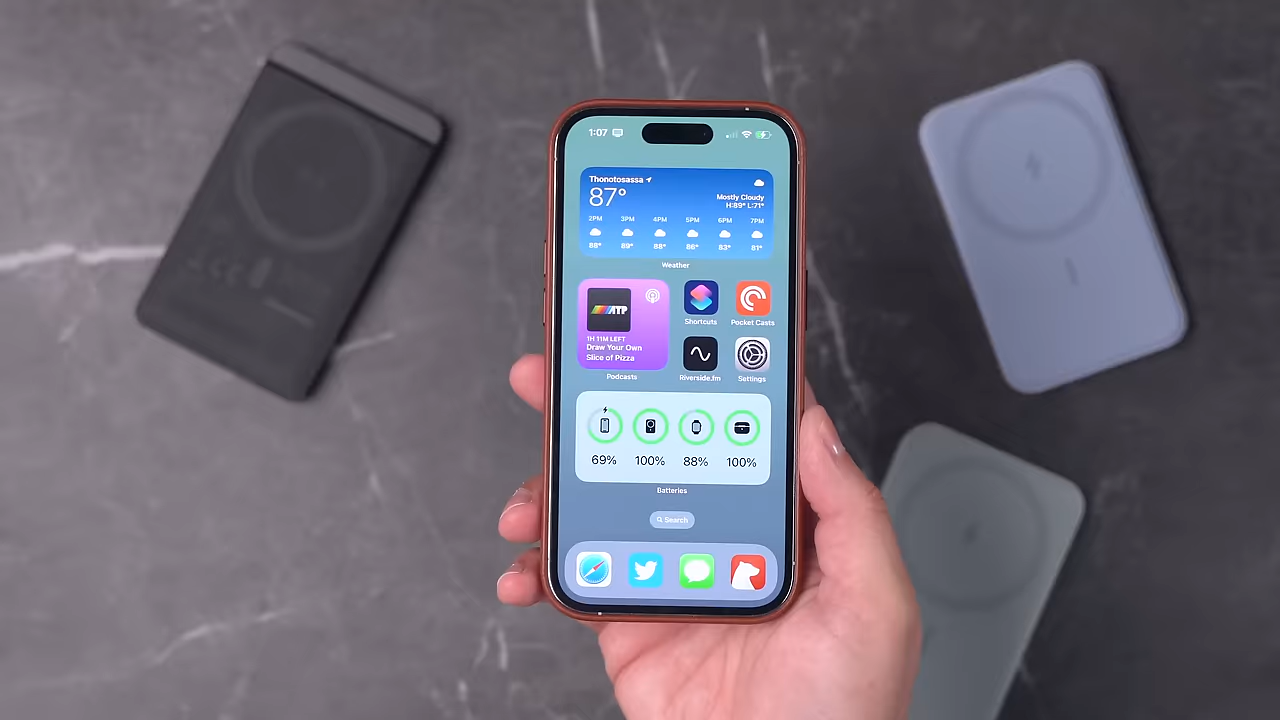 1:07
Thonotosassa
87°
Mostly Cloudy
H:89° L:71°
2PM 3PM 4PM 5PM 6PM 7PM
88° 89° 88° 86° 83° 81°
Weather
ATP
1H 11M LEFT
Draw Your Own
Slice of Pizza
Podcasts
Shortcuts
Pocket Casts
Riverside.fm
Settings
69% 100% 88% 100%
Batteries
Search